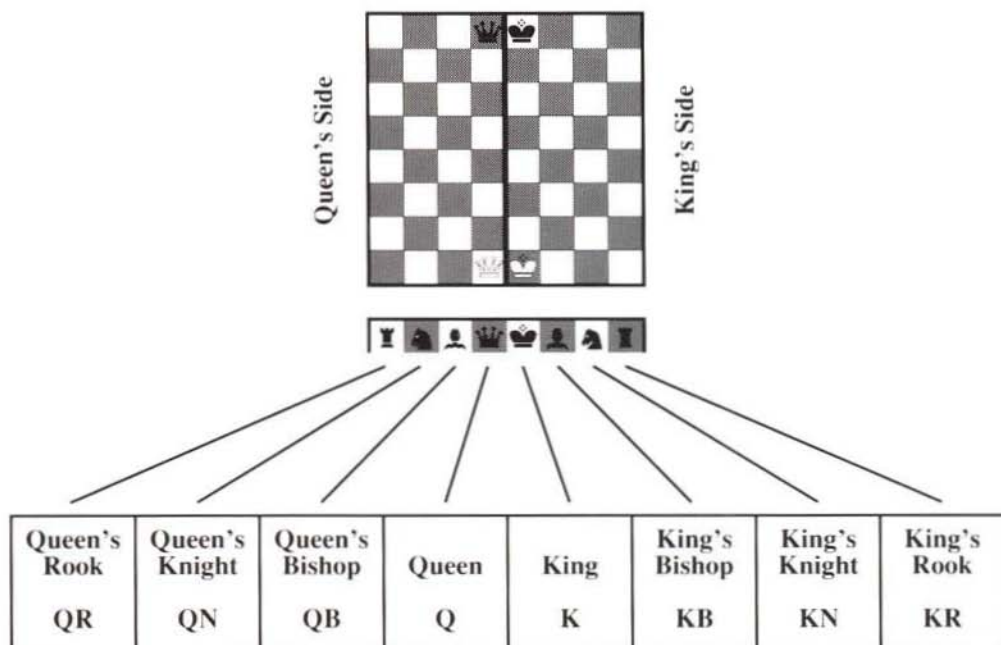 Queen's Side
King's Side
Queen's
Rook
QR
Queen's
Knight
QN
Queen's
Bishop
QB
Queen
Q
King
K
King's
Bishop
KB
King's
Knight
KN
King's
Rook
KR